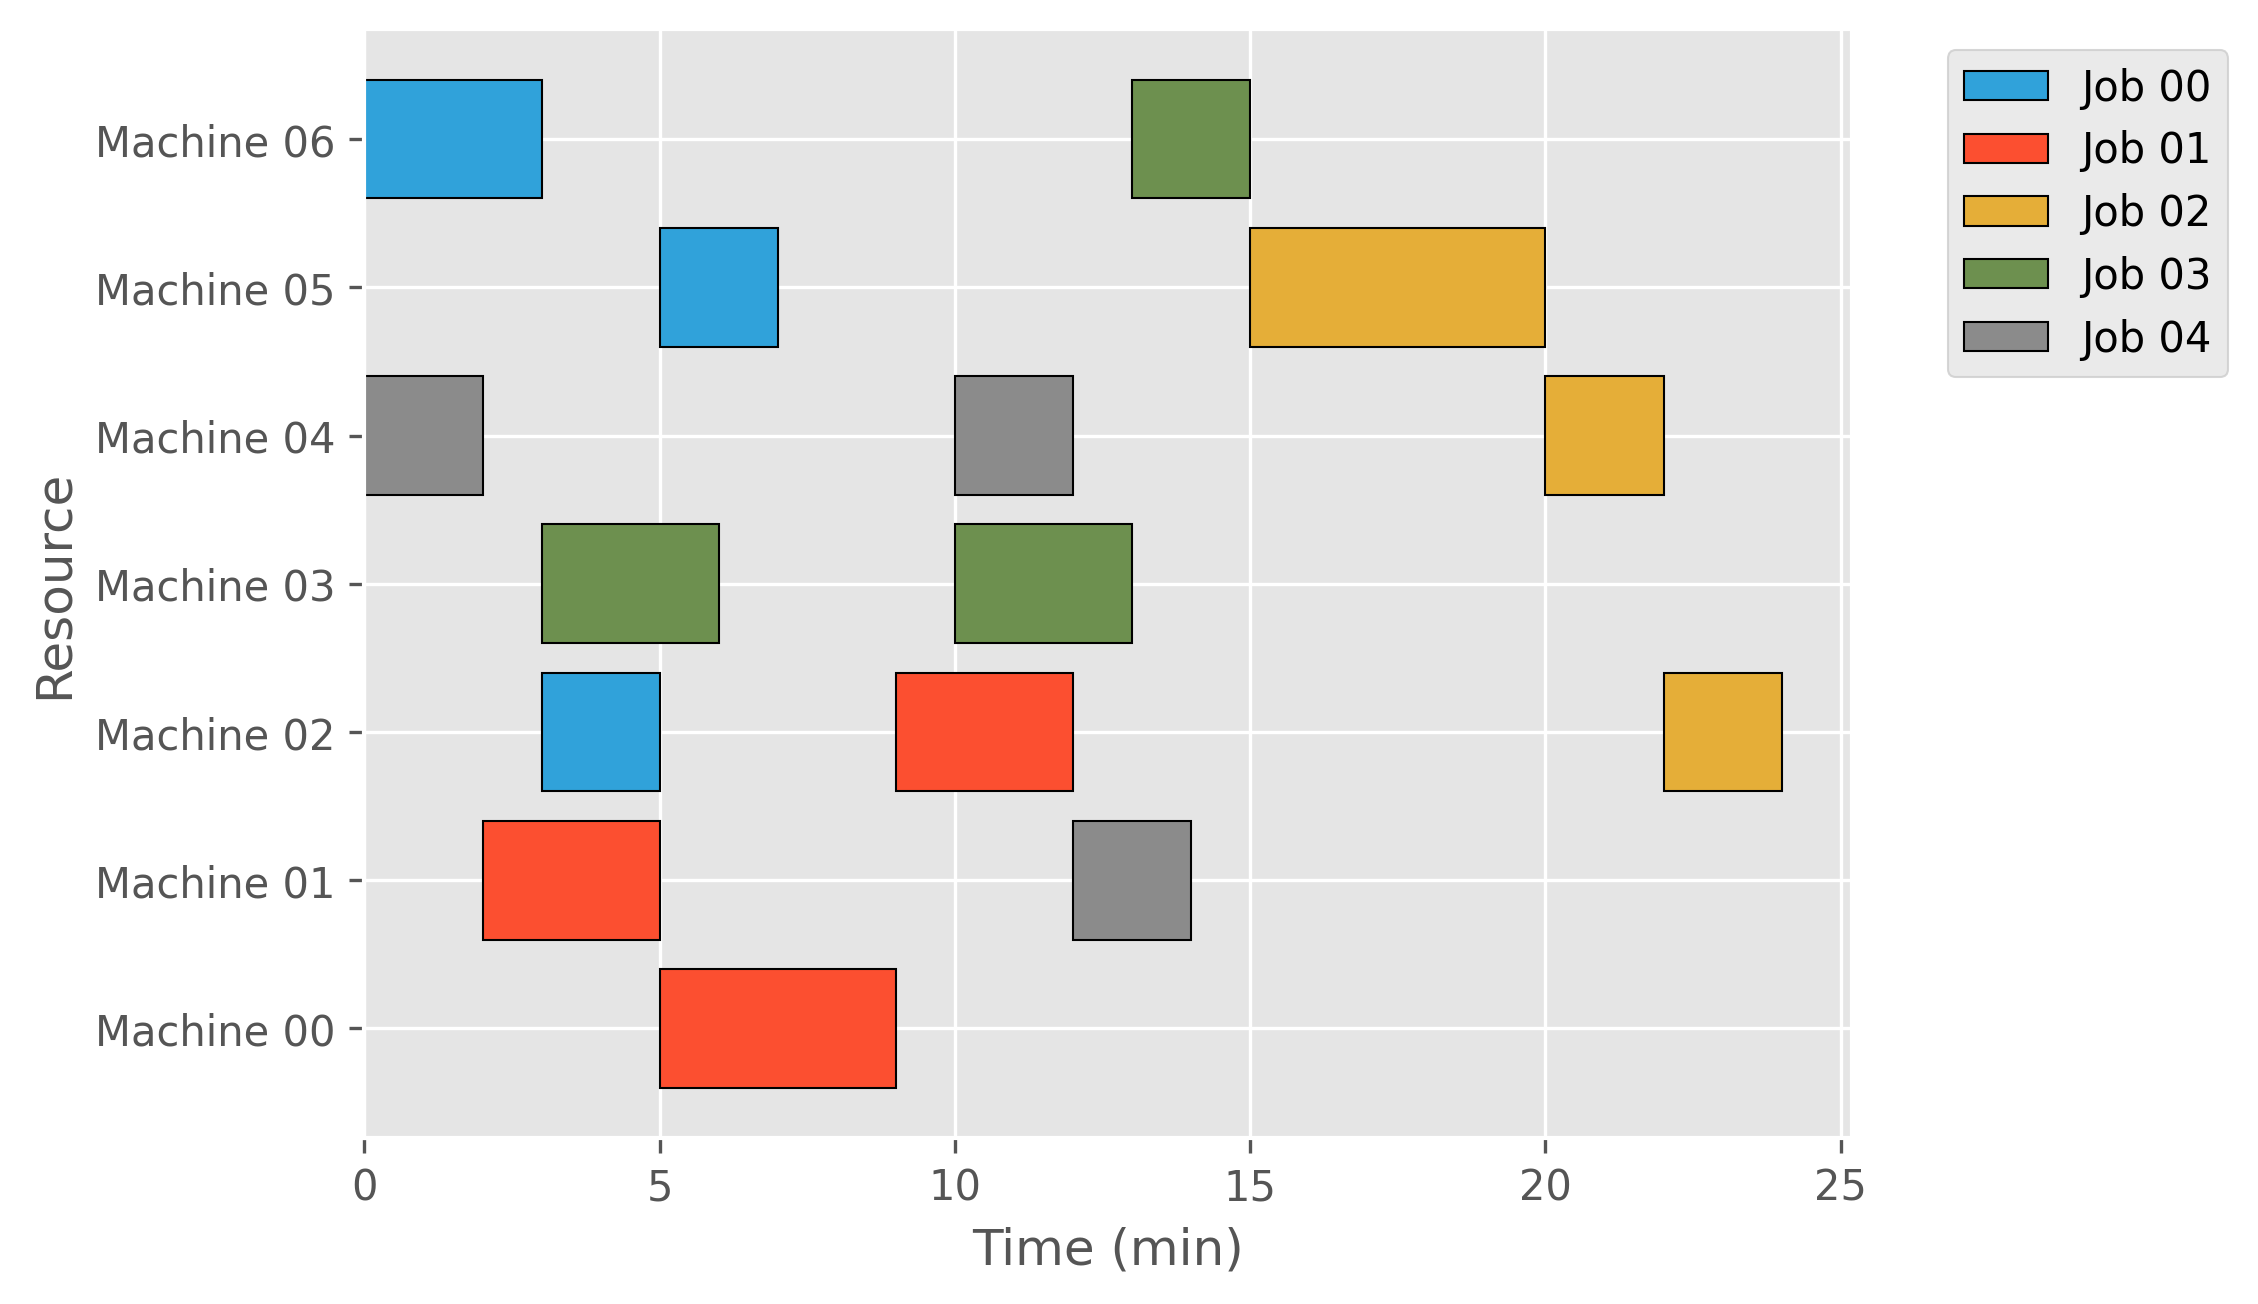 Machine 06
Machine 05
Machine 04
Machine 03
Machine 02
Machine 01
Machine 00
Resource
0 5 10 15 20 25
Time (min)
Job 00
Job 01
Job 02
Job 03
Job 04